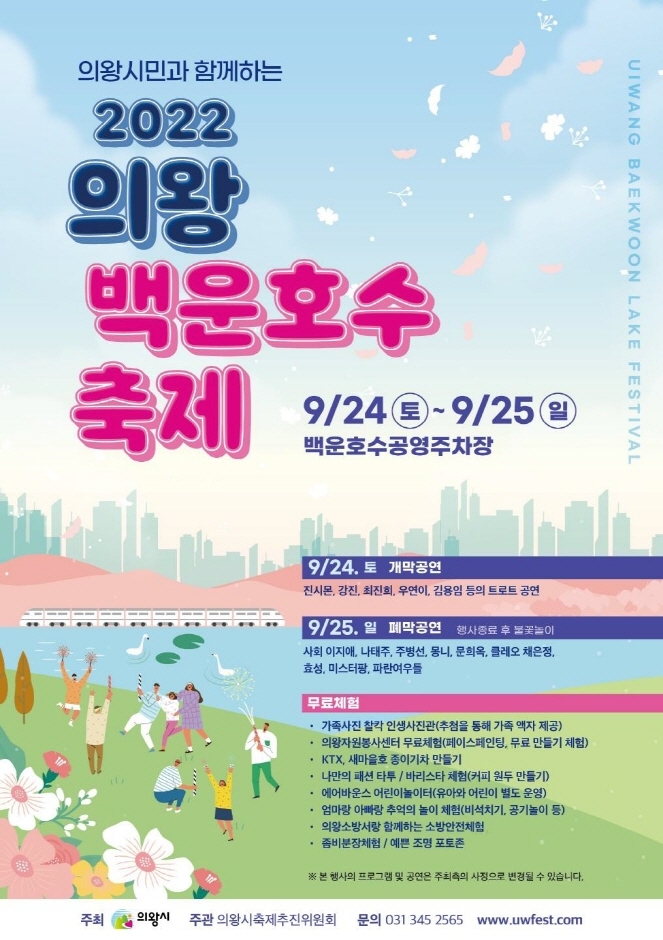 의왕시민과 함께하는
2022
의왕
백운호수
축제
UIWANG BAEKWOON LAKE FESTIVAL
9/24 토 ~ 9/25 일
백운호수공영주차장
9/24. 토 개막공연
진시몬, 강진, 최진희, 우연이, 김용임 등의 트로트 공연
9/25. 일 폐막공연 행사종료 후 불꽃놀이
사회 이지애, 나태주, 주병선, 몽니, 문희옥, 클레오 채은정,
효성, 미스터팡, 파란여우들
무료체험
• 가족사진 찰칵 인생사진관(추첨을 통해 가족 액자 제공)
• 의왕자원봉사센터 무료체험(페이스페인팅, 무료 만들기 체험)
• KTX, 새마을호 종이기차 만들기
• 나만의 패션 타투 / 바리스타 체험(커피 원두 만들기)
• 에어바운스 어린이놀이터(유아와 어린이 별도 운영)
• 엄마랑 아빠랑 추억의 놀이 체험(비석치기, 공기놀이 등)
• 의왕소방서랑 함께하는 소방안전체험
• 좀비분장체험 / 예쁜 조명 포토존
※ 본 행사의 프로그램 및 공연은 주최측의 사정으로 변경될 수 있습니다.
주최 의왕시 주관 의왕시축제추진위원회 문의 031 345 2565 www.uwfest.com